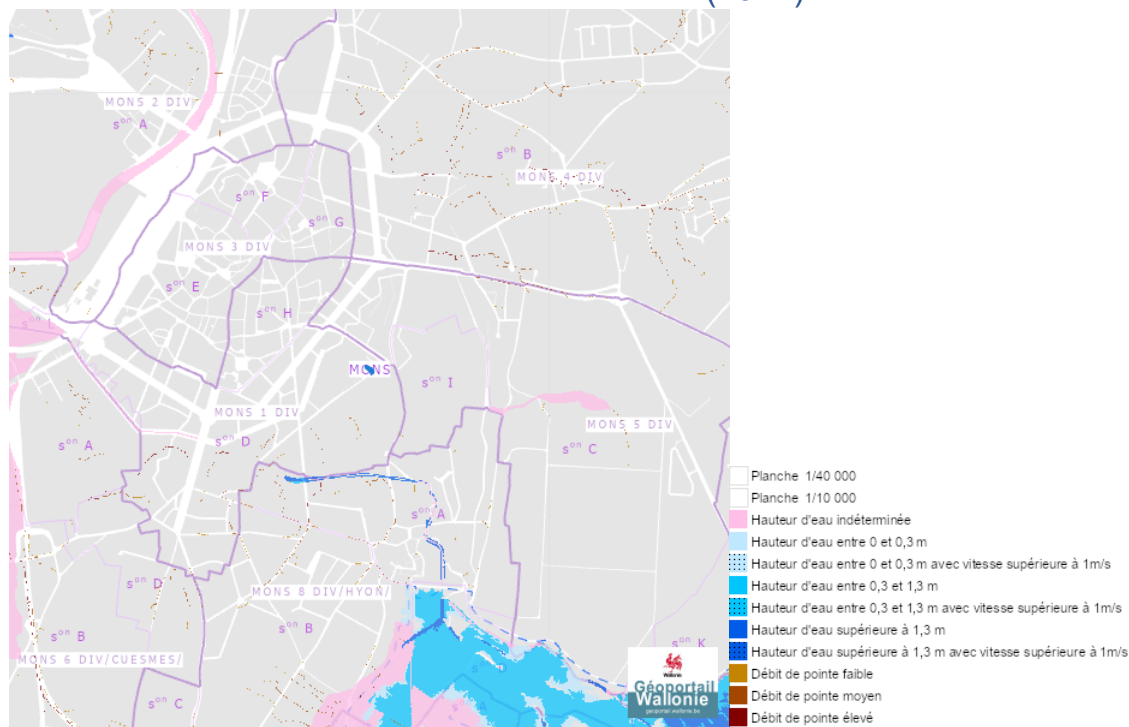 MONS 2 DIV
sᵒⁿ A
sᵒⁿ B
MONS 4 DIV
sᵒⁿ F
sᵒⁿ G
MONS 3 DIV
sᵒⁿ E
sᵒⁿ H
sᵒⁿ L
MONS
sᵒⁿ I
MONS 1 DIV
MONS 5 DIV
sᵒⁿ A
sᵒⁿ D
sᵒⁿ C
sᵒⁿ A
sᵒⁿ D
MONS 8 DIV/HYON/
sᵒⁿ B
sᵒⁿ B
sᵒⁿ K
MONS 6 DIV/CUESMES/
sᵒⁿ C
Wallonie
Géoportail
Wallonie
geoportail.wallonie.be
Planche 1/40 000
Planche 1/10 000
Hauteur d'eau indéterminée
Hauteur d'eau entre 0 et 0,3 m
Hauteur d'eau entre 0 et 0,3 m avec vitesse supérieure à 1m/s
Hauteur d'eau entre 0,3 et 1,3 m
Hauteur d'eau entre 0,3 et 1,3 m avec vitesse supérieure à 1m/s
Hauteur d'eau supérieure à 1,3 m
Hauteur d'eau supérieure à 1,3 m avec vitesse supérieure à 1m/s
Débit de pointe faible
Débit de pointe moyen
Débit de pointe élevé